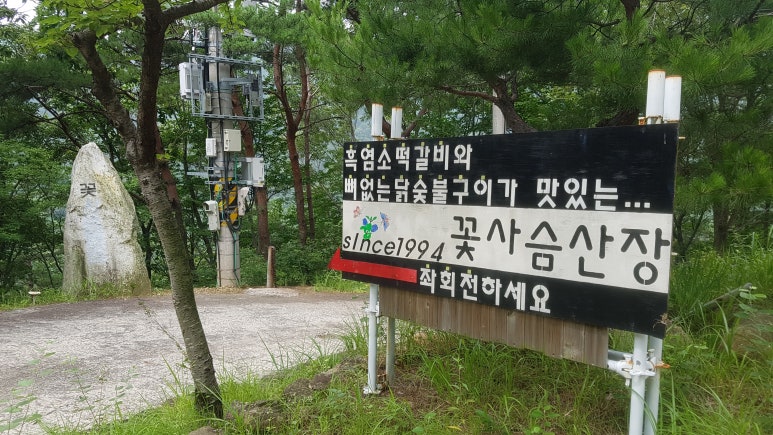 꽃
흑염소떡갈비와
뼈없는닭숯불구이가 맛있는...
since1994 꽃사슴산장
좌회전하세요